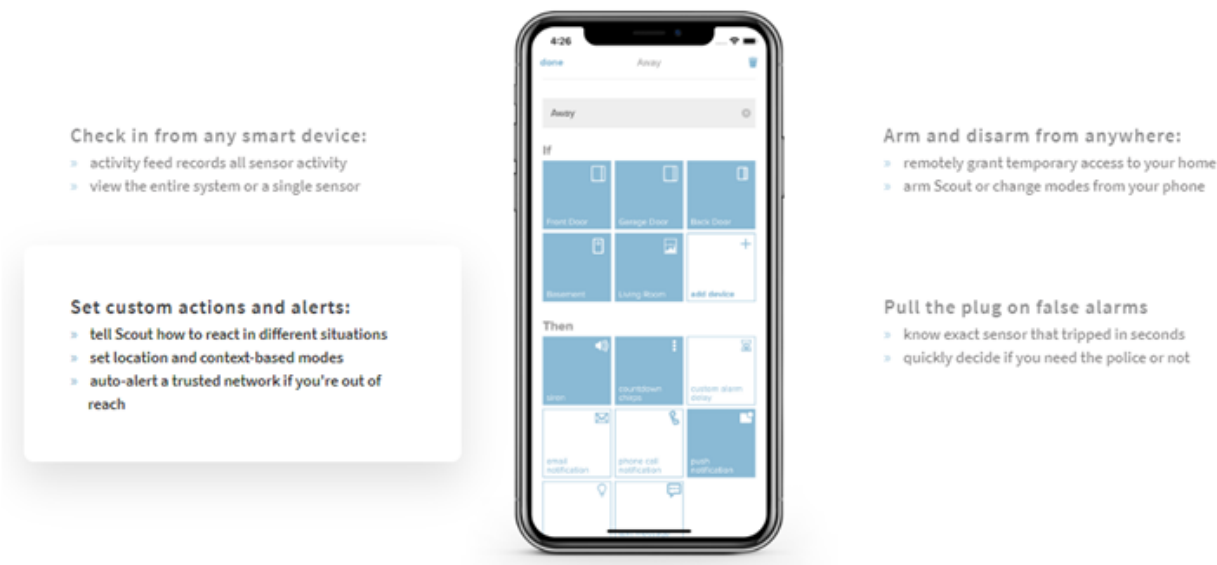 Check in from any smart device:
» activity feed records all sensor activity
» view the entire system or a single sensor
Set custom actions and alerts:
» tell Scout how to react in different situations
» set location and context-based modes
» auto-alert a trusted network if you're out of
reach
4:26
done Away
Away
If
Front Door Garage Door Back Door
Basement Living Room add device
Then
siren countdown chirps custom alarm delay
email notification phone call notification push notification
Arm and disarm from anywhere:
» remotely grant temporary access to your home
» arm Scout or change modes from your phone
Pull the plug on false alarms
» know exact sensor that tripped in seconds
» quickly decide if you need the police or not